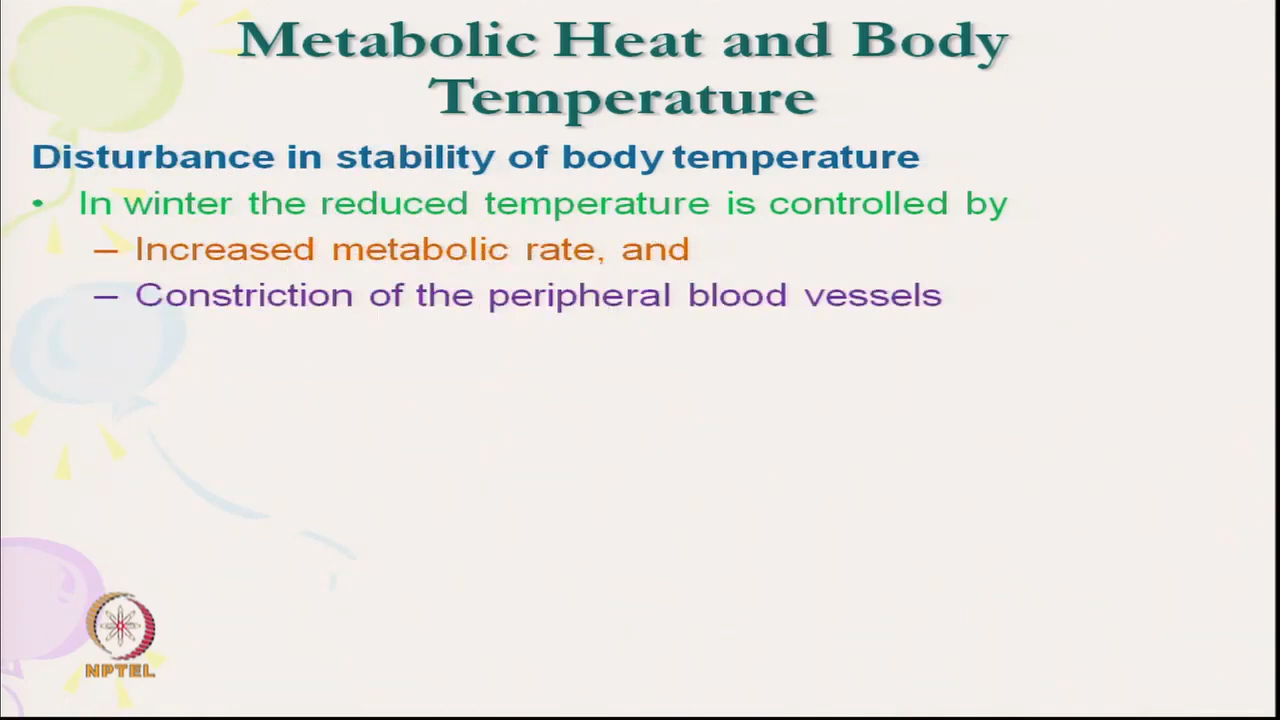 Metabolic Heat and Body
Temperature
Disturbance in stability of body temperature
• In winter the reduced temperature is controlled by
– Increased metabolic rate, and
– Constriction of the peripheral blood vessels
NPTEL